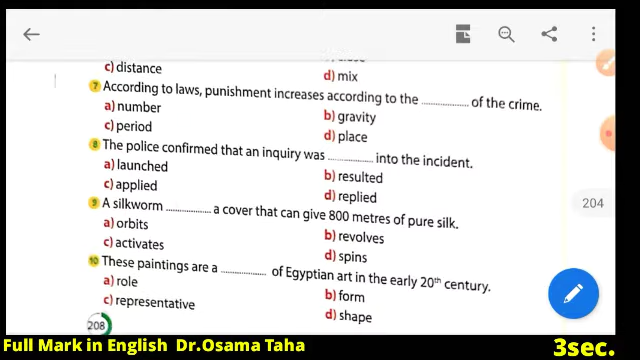 c) distance
d) mix
7 According to laws, punishment increases according to the ............... of the crime.
a) number
b) gravity
c) period
d) place
8 The police confirmed that an inquiry was ............... into the incident.
a) launched
b) resulted
c) applied
d) replied
9 A silkworm ............... a cover that can give 800 metres of pure silk.
a) orbits
b) revolves
c) activates
d) spins
10 These paintings are a ............... of Egyptian art in the early 20th century.
a) role
b) form
c) representative
d) shape
208
204
Full Mark in English Dr.Osama Taha
3sec.